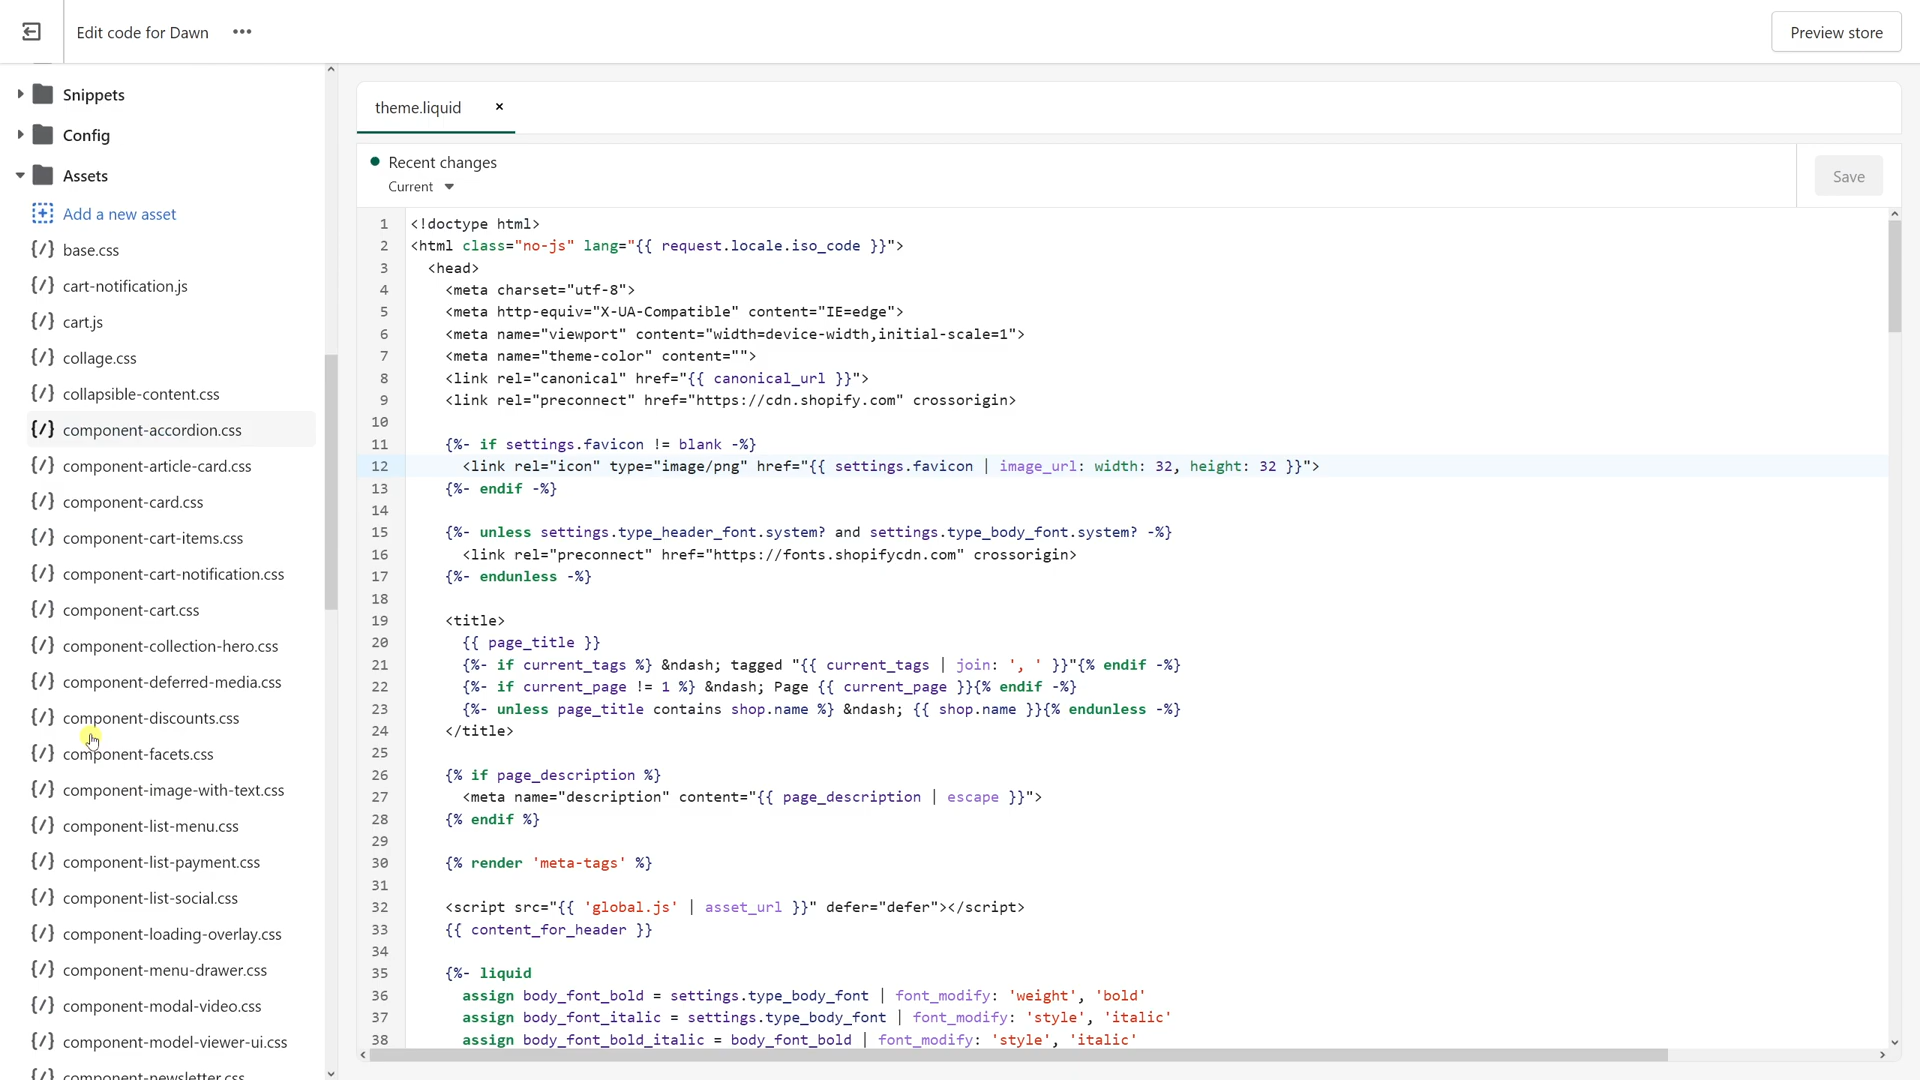 Edit code for Dawn ••• Preview store
Snippets
Config
Assets
Add a new asset
{/} base.css
{/} cart-notification.js
{/} cart.js
{/} collage.css
{/} collapsible-content.css
{/} component-accordion.css
{/} component-article-card.css
{/} component-card.css
{/} component-cart-items.css
{/} component-cart-notification.css
{/} component-cart.css
{/} component-collection-hero.css
{/} component-deferred-media.css
{/} component-discounts.css
{/} component-facets.css
{/} component-image-with-text.css
{/} component-list-menu.css
{/} component-list-payment.css
{/} component-list-social.css
{/} component-loading-overlay.css
{/} component-menu-drawer.css
{/} component-modal-video.css
{/} component-model-viewer-ui.css
{/} component-newsletter.css
theme.liquid ×
Recent changes
Current
Save
1 <!doctype html>
2 <html class="no-js" lang="{{ request.locale.iso_code }}">
3 <head>
4 <meta charset="utf-8">
5 <meta http-equiv="X-UA-Compatible" content="IE=edge">
6 <meta name="viewport" content="width=device-width,initial-scale=1">
7 <meta name="theme-color" content="">
8 <link rel="canonical" href="{{ canonical_url }}">
9 <link rel="preconnect" href="https://cdn.shopify.com" crossorigin>
10
11 {%- if settings.favicon != blank -%}
12 <link rel="icon" type="image/png" href="{{ settings.favicon | image_url: width: 32, height: 32 }}">
13 {%- endif -%}
14
15 {%- unless settings.type_header_font.system? and settings.type_body_font.system? -%}
16 <link rel="preconnect" href="https://fonts.shopifycdn.com" crossorigin>
17 {%- endunless -%}
18
19 <title>
20 {{ page_title }}
21 {%- if current_tags %} &ndash; tagged "{{ current_tags | join: ', ' }}"{% endif -%}
22 {%- if current_page != 1 %} &ndash; Page {{ current_page }}{% endif -%}
23 {%- unless page_title contains shop.name %} &ndash; {{ shop.name }}{% endunless -%}
24 </title>
25
26 {% if page_description %}
27 <meta name="description" content="{{ page_description | escape }}">
28 {% endif %}
29
30 {% render 'meta-tags' %}
31
32 <script src="{{ 'global.js' | asset_url }}" defer="defer"></script>
33 {{ content_for_header }}
34
35 {%- liquid
36 assign body_font_bold = settings.type_body_font | font_modify: 'weight', 'bold'
37 assign body_font_italic = settings.type_body_font | font_modify: 'style', 'italic'
38 assign body_font_bold_italic = body_font_bold | font_modify: 'style', 'italic'